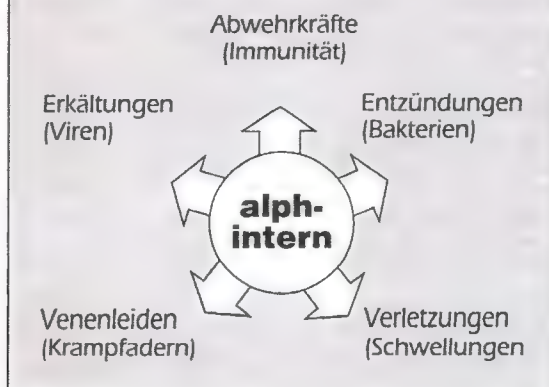 Abwehrkräfte
(Immunität)
Erkältungen
(Viren)
Entzündungen
(Bakterien)
alph-
intern
Venenleiden
(Krampfadern)
Verletzungen
(Schwellungen